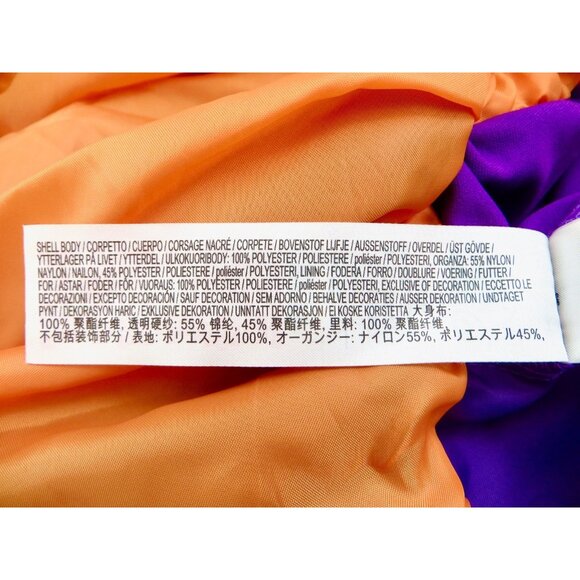 SHELL BODY / CORPETTO / CUERPO / CORSAGE NACRÉ / CORPETE / BOVENSTOF LIJFJE / AUSSENSTOFF / OVERDEL / ÜST GÖVDE /
YTTERLAGER PÅ LIVET / YTTERDEL / ULKOKUORIBODY: 100% POLYESTER / POLIESTERE / poliéster / POLYESTERI, ORGANZA: 55% NYLON /
NAYLON / NAILON, 45% POLYESTER / POLIESTERE / poliéster / POLYESTERI, LINING / FODERA / FORRO / DOUBLURE / VOERING / FUTTER /
FOR / ASTAR / FODER / FÓR / VUORAUS: 100% POLYESTER / POLIESTERE / poliéster / POLYESTERI, EXCLUSIVE OF DECORATION / ECCETTO LE
DECORAZIONI / EXCEPTO DECORACIÓN / SAUF DECORATION / SEM ADORNO / BEHALVE DECORATIES / AUSSER DEKORATION / UNDTAGET
PYNT / DEKORASYON HARİÇ / EXKLUSIVE DEKORATION / UNNTATT DEKORASJON / EI KOSKE KORISTETTA 大身布:
100% 聚酯纤维, 透明硬纱: 55% 锦纶, 45% 聚酯纤维, 里料: 100% 聚酯纤维,
不包括装饰部分 / 表地: ポリエステル100%, オーガンジー: ナイロン55%, ポリエステル45%,